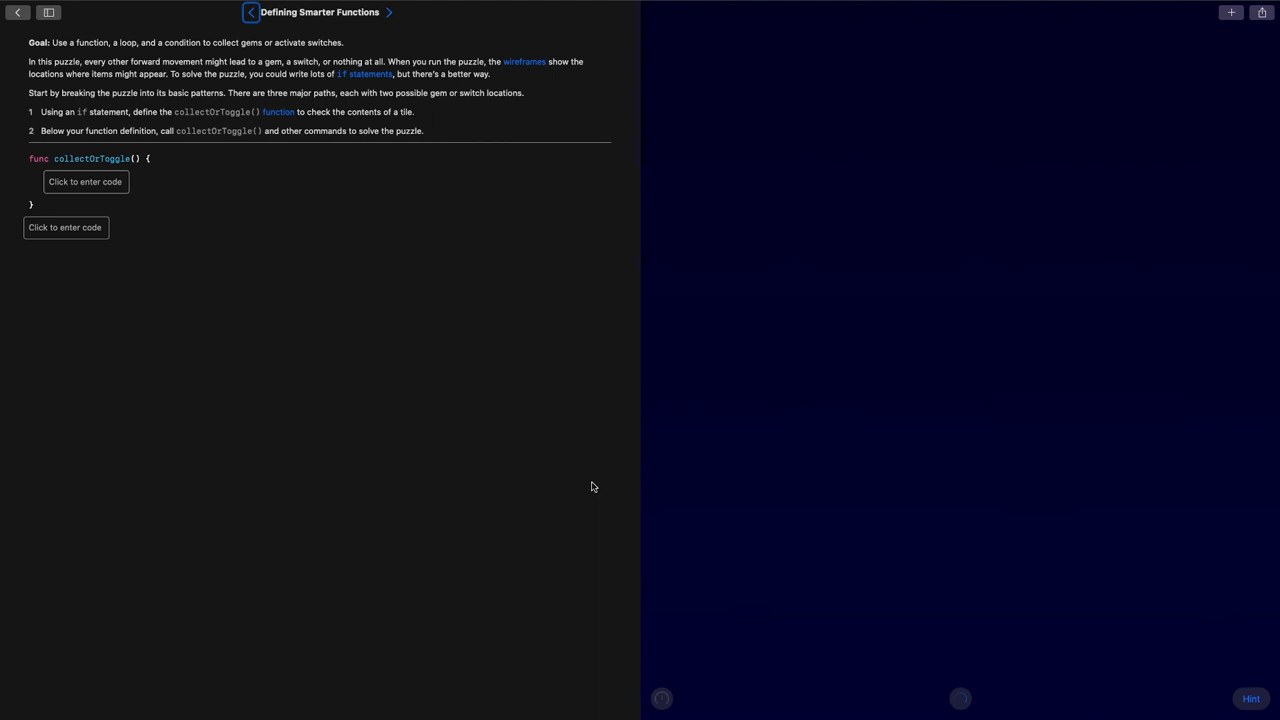 Defining Smarter Functions
Goal: Use a function, a loop, and a condition to collect gems or activate switches.
In this puzzle, every other forward movement might lead to a gem, a switch, or nothing at all. When you run the puzzle, the wireframes show the
locations where items might appear. To solve the puzzle, you could write lots of if statements, but there's a better way.
Start by breaking the puzzle into its basic patterns. There are three major paths, each with two possible gem or switch locations.
1 Using an if statement, define the collectOrToggle() function to check the contents of a tile.
2 Below your function definition, call collectOrToggle() and other commands to solve the puzzle.
func collectOrToggle() {
Click to enter code
}
Click to enter code
Hint